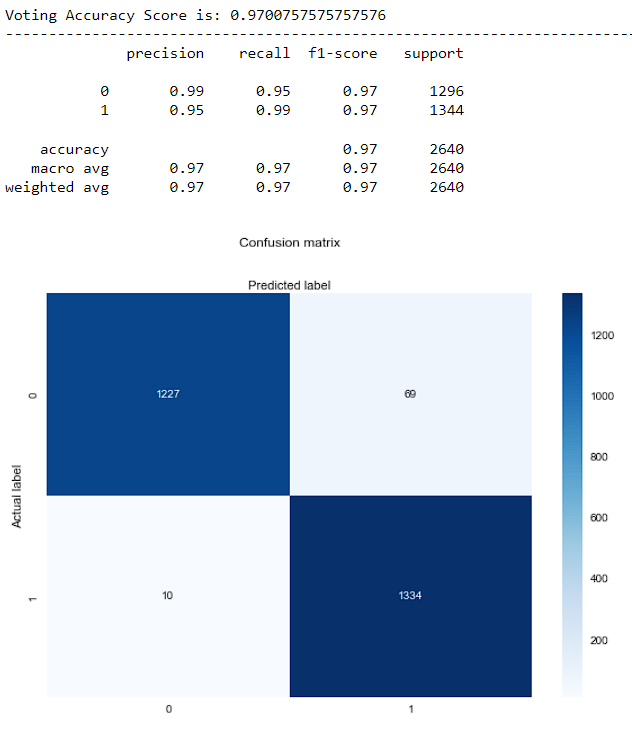 Voting Accuracy Score is: 0.9700757575757576
--------------------------------------------------------------------------------
precision recall f1-score support
0 0.99 0.95 0.97 1296
1 0.95 0.99 0.97 1344
accuracy 0.97 2640
macro avg 0.97 0.97 0.97 2640
weighted avg 0.97 0.97 0.97 2640
Confusion matrix
Predicted label
Actual label
0
1227
69
1
10
1334
0
1
1200
1000
800
600
400
200